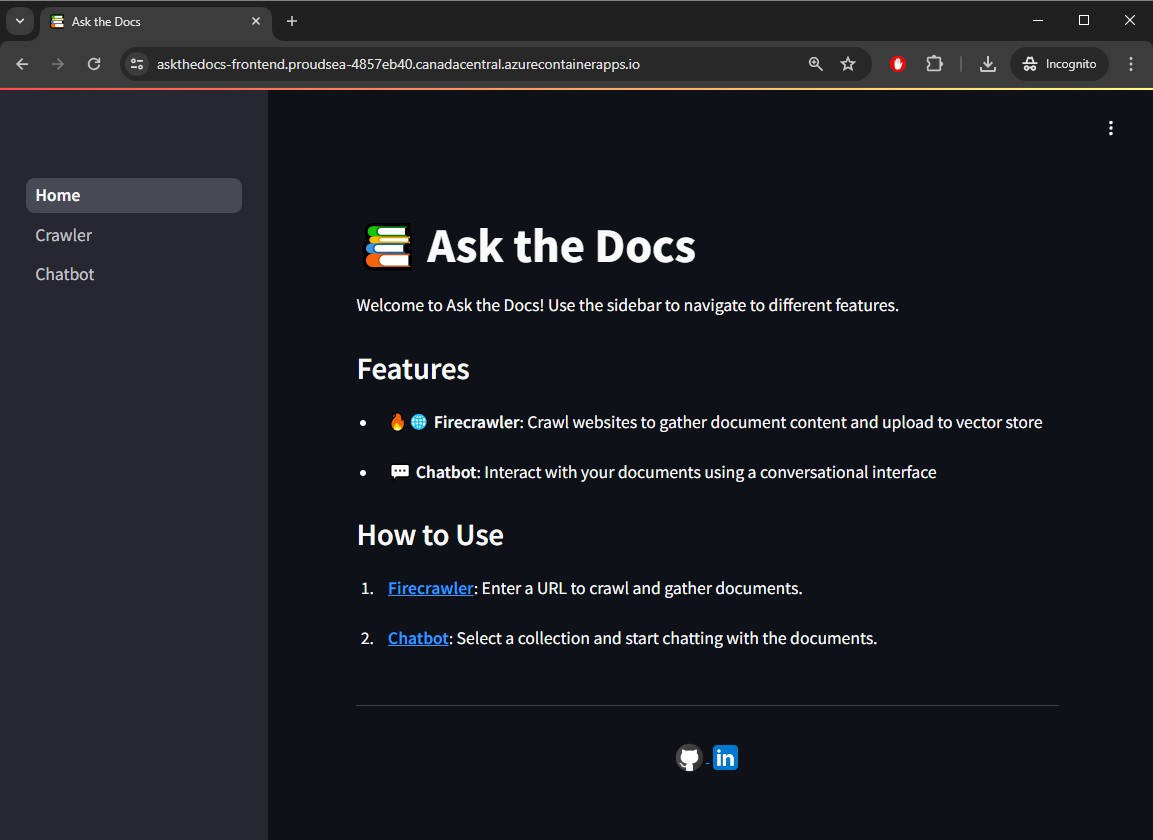 Ask the Docs
askthedocs-frontend.proudsea-4857eb40.canadacentral.azurecontainerapps.io
Incognito
Home
Crawler
Chatbot
Ask the Docs
Welcome to Ask the Docs! Use the sidebar to navigate to different features.
Features
• Firecrawler: Crawl websites to gather document content and upload to vector store
• Chatbot: Interact with your documents using a conversational interface
How to Use
1. Firecrawler: Enter a URL to crawl and gather documents.
2. Chatbot: Select a collection and start chatting with the documents.
in